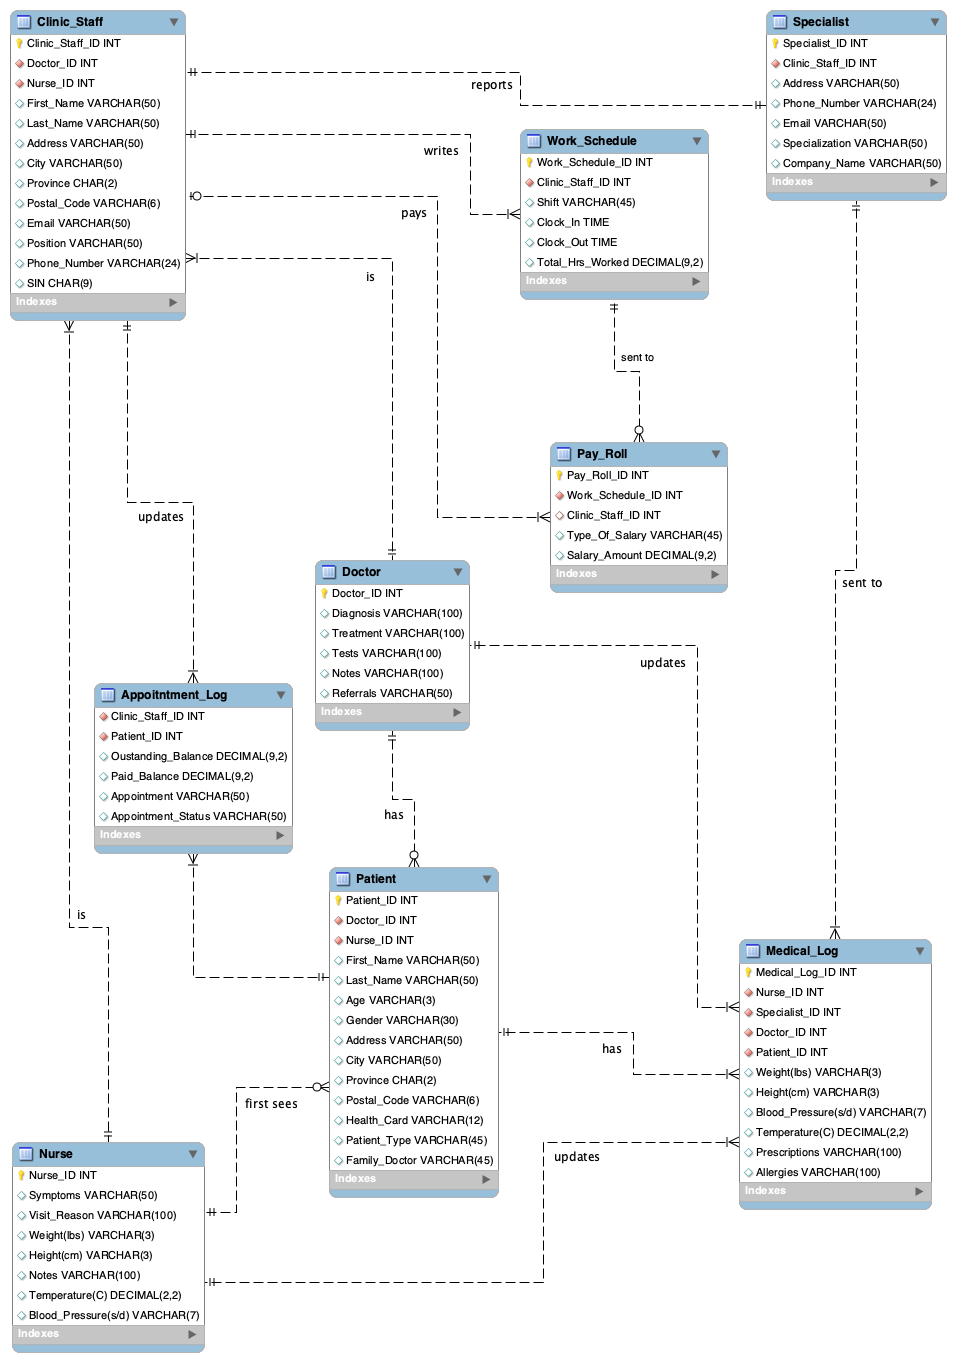 Clinic_Staff
Clinic_Staff_ID INT
Doctor_ID INT
Nurse_ID INT
First_Name VARCHAR(50)
Last_Name VARCHAR(50)
Address VARCHAR(50)
City VARCHAR(50)
Province CHAR(2)
Postal_Code VARCHAR(6)
Email VARCHAR(50)
Position VARCHAR(50)
Phone_Number VARCHAR(24)
SIN CHAR(9)
Indexes
Specialist
Specialist_ID INT
Clinic_Staff_ID INT
Address VARCHAR(50)
Phone_Number VARCHAR(24)
Email VARCHAR(50)
Specialization VARCHAR(50)
Company_Name VARCHAR(50)
Indexes
reports
writes
pays
is
Work_Schedule
Work_Schedule_ID INT
Clinic_Staff_ID INT
Shift VARCHAR(45)
Clock_In TIME
Clock_Out TIME
Total_Hrs_Worked DECIMAL(9,2)
Indexes
sent to
Pay_Roll
Pay_Roll_ID INT
Work_Schedule_ID INT
Clinic_Staff_ID INT
Type_Of_Salary VARCHAR(45)
Salary_Amount DECIMAL(9,2)
Indexes
updates
sent to
Doctor
Doctor_ID INT
Diagnosis VARCHAR(100)
Treatment VARCHAR(100)
Tests VARCHAR(100)
Notes VARCHAR(100)
Referrals VARCHAR(50)
Indexes
updates
Appoitntment_Log
Clinic_Staff_ID INT
Patient_ID INT
Oustanding_Balance DECIMAL(9,2)
Paid_Balance DECIMAL(9,2)
Appointment VARCHAR(50)
Appointment_Status VARCHAR(50)
Indexes
has
Patient
Patient_ID INT
Doctor_ID INT
Nurse_ID INT
First_Name VARCHAR(50)
Last_Name VARCHAR(50)
Age VARCHAR(3)
Gender VARCHAR(30)
Address VARCHAR(50)
City VARCHAR(50)
Province CHAR(2)
Postal_Code VARCHAR(6)
Health_Card VARCHAR(12)
Patient_Type VARCHAR(45)
Family_Doctor VARCHAR(45)
Indexes
is
has
first sees
updates
Medical_Log
Medical_Log_ID INT
Nurse_ID INT
Specialist_ID INT
Doctor_ID INT
Patient_ID INT
Weight(lbs) VARCHAR(3)
Height(cm) VARCHAR(3)
Blood_Pressure(s/d) VARCHAR(7)
Temperature(C) DECIMAL(2,2)
Prescriptions VARCHAR(100)
Allergies VARCHAR(100)
Indexes
Nurse
Nurse_ID INT
Symptoms VARCHAR(50)
Visit_Reason VARCHAR(100)
Weight(lbs) VARCHAR(3)
Height(cm) VARCHAR(3)
Notes VARCHAR(100)
Temperature(C) DECIMAL(2,2)
Blood_Pressure(s/d) VARCHAR(7)
Indexes